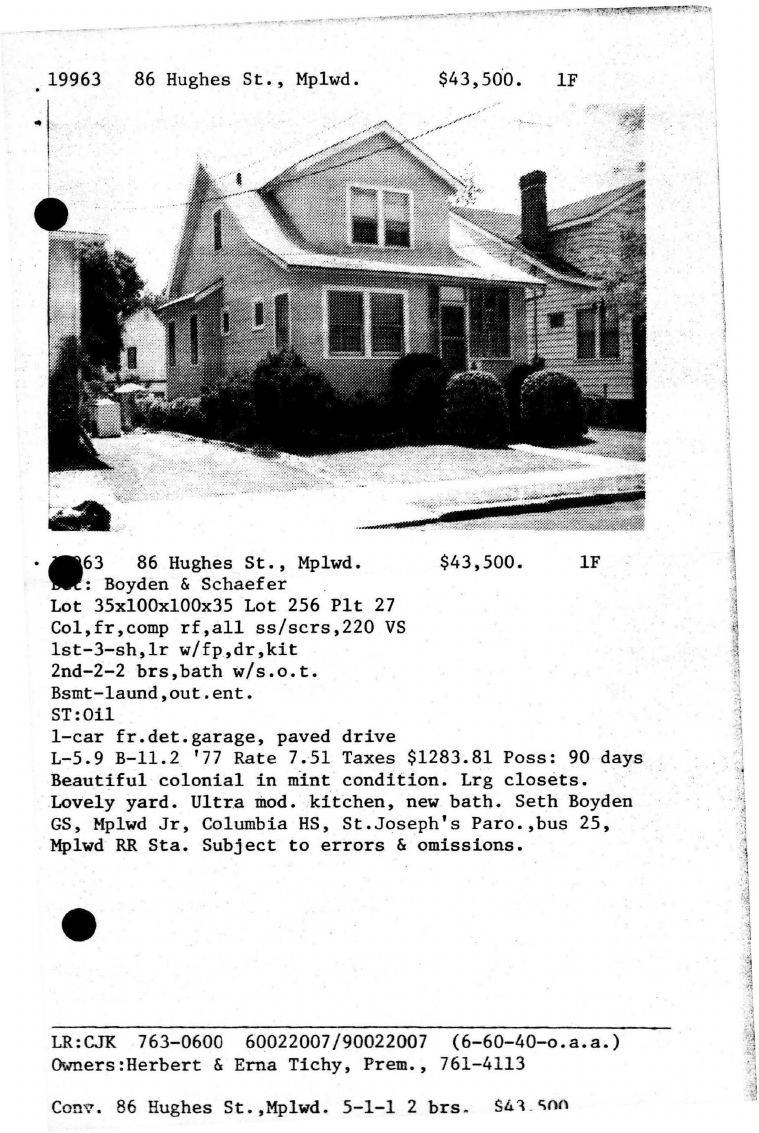 19963 86 Hughes St., Mplwd. $43,500. 1F
63 86 Hughes St., Mplwd. $43,500. 1F
: Boyden & Schaefer
Lot 35x100x100x35 Lot 256 Plt 27
Col,fr,comp rf,all ss/scrs,220 VS
1st-3-sh,lr w/fp,dr,kit
2nd-2-2 brs,bath w/s.o.t.
Bsmt-laund,out.ent.
ST:Oil
1-car fr.det.garage, paved drive
L-5.9 B-11.2 '77 Rate 7.51 Taxes $1283.81 Poss: 90 days
Beautiful colonial in mint condition. Lrg closets.
Lovely yard. Ultra mod. kitchen, new bath. Seth Boyden
GS, Mplwd Jr, Columbia HS, St.Joseph's Paro.,bus 25,
Mplwd RR Sta. Subject to errors & omissions.
LR:CJK 763-0600 60022007/90022007 (6-60-40-o.a.a.)
Owners:Herbert & Erna Tichy, Prem., 761-4113
Conv. 86 Hughes St.,Mplwd. 5-1-1 2 brs. $43,500